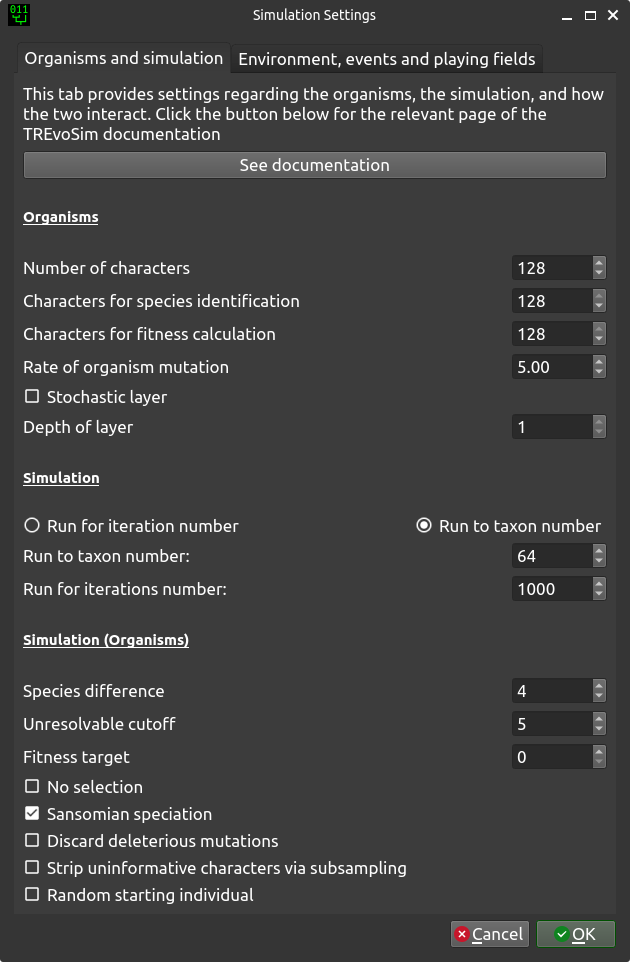 011
Simulation Settings
Organisms and simulation
Environment, events and playing fields
This tab provides settings regarding the organisms, the simulation, and how
the two interact. Click the button below for the relevant page of the
TREvoSim documentation
See documentation
Organisms
Number of characters 128
Characters for species identification 128
Characters for fitness calculation 128
Rate of organism mutation 5.00
Stochastic layer
Depth of layer 1
Simulation
Run for iteration number Run to taxon number
Run to taxon number: 64
Run for iterations number: 1000
Simulation (Organisms)
Species difference 4
Unresolvable cutoff 5
Fitness target 0
No selection
Sansomian speciation
Discard deleterious mutations
Strip uninformative characters via subsampling
Random starting individual
Cancel OK